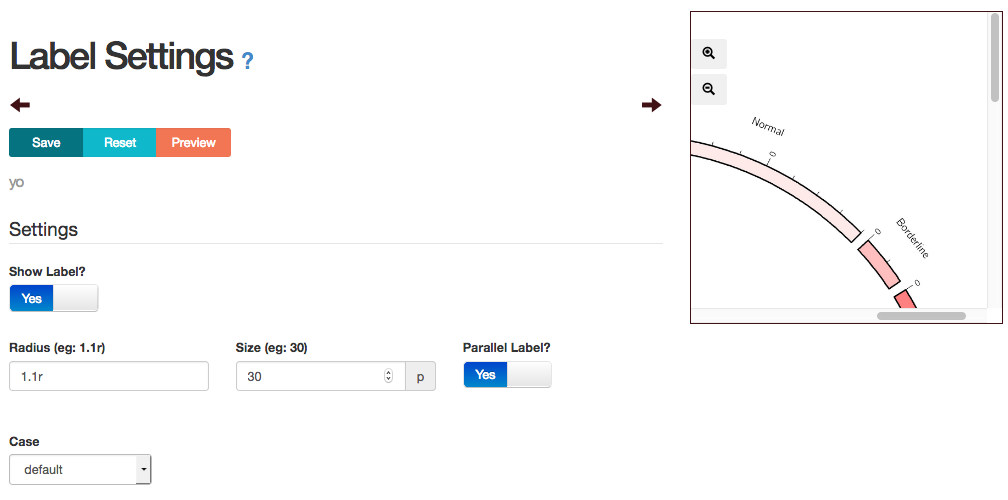 Label Settings ?
Save Reset Preview
yo
Settings
Show Label?
Yes
Radius (eg: 1.1r) Size (eg: 30) Parallel Label?
1.1r 30 p Yes
Case
default
Normal
0
Borderline
0
0